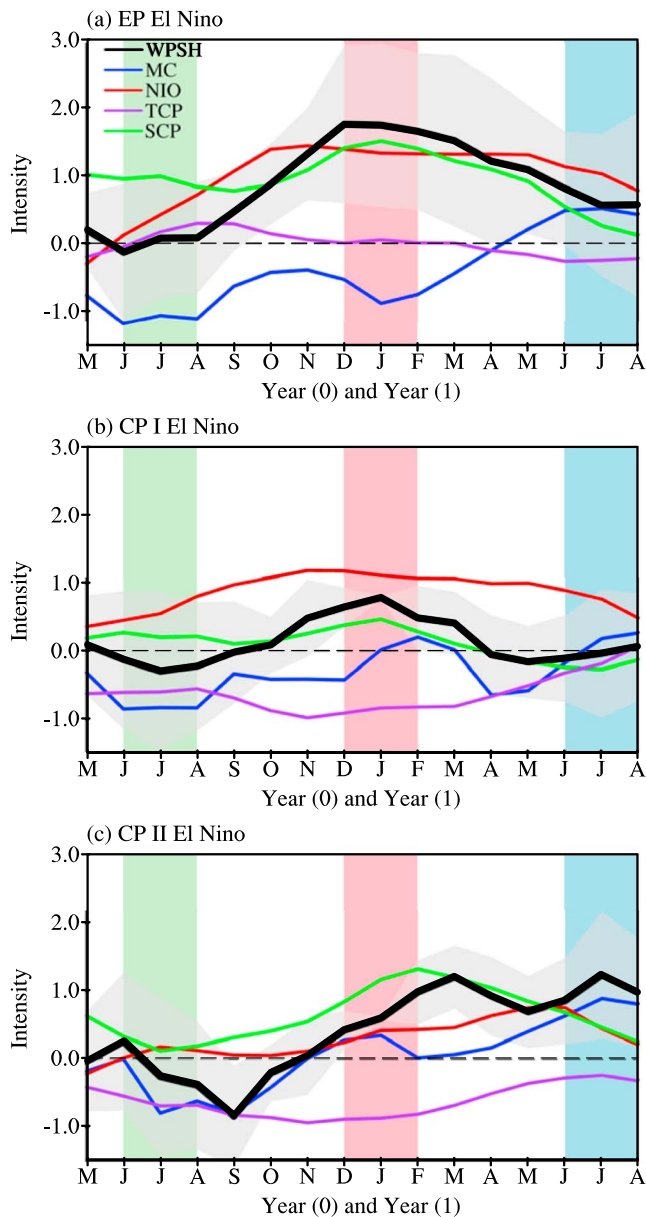 (a) EP El Nino
3.0
2.0
1.0
0.0
-1.0
Intensity
WPSH
MC
NIO
TCP
SCP
M J J A S O N D J F M A M J J A
Year (0) and Year (1)
(b) CP I El Nino
3.0
2.0
1.0
0.0
-1.0
Intensity
M J J A S O N D J F M A M J J A
Year (0) and Year (1)
(c) CP II El Nino
3.0
2.0
1.0
0.0
-1.0
Intensity
M J J A S O N D J F M A M J J A
Year (0) and Year (1)